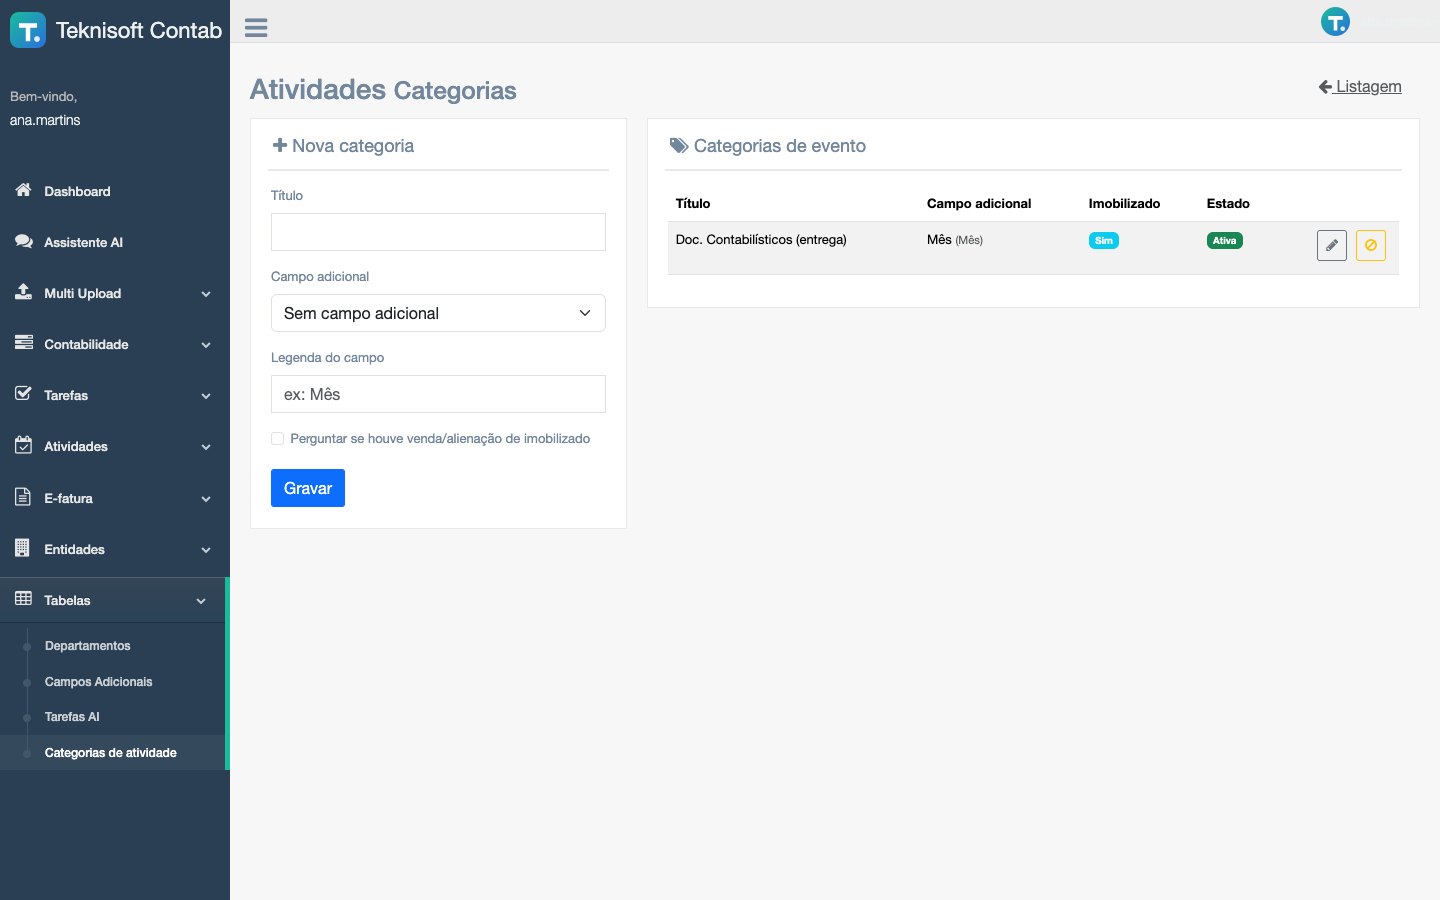 T.
Teknisoft Contab
T.
Bem-vindo,
ana.martins
Dashboard
Assistente AI
Multi Upload
Contabilidade
Tarefas
Atividades
E-fatura
Entidades
Tabelas
Departamentos
Campos Adicionais
Tarefas AI
Categorias de atividade
Atividades Categorias
Listagem
Nova categoria
Título
Campo adicional
Sem campo adicional
Legenda do campo
ex: Mês
Perguntar se houve venda/alienação de imobilizado
Gravar
Categorias de evento
Título Campo adicional Imobilizado Estado
Doc. Contabilísticos (entrega) Mês (Mês) Sim Ativa